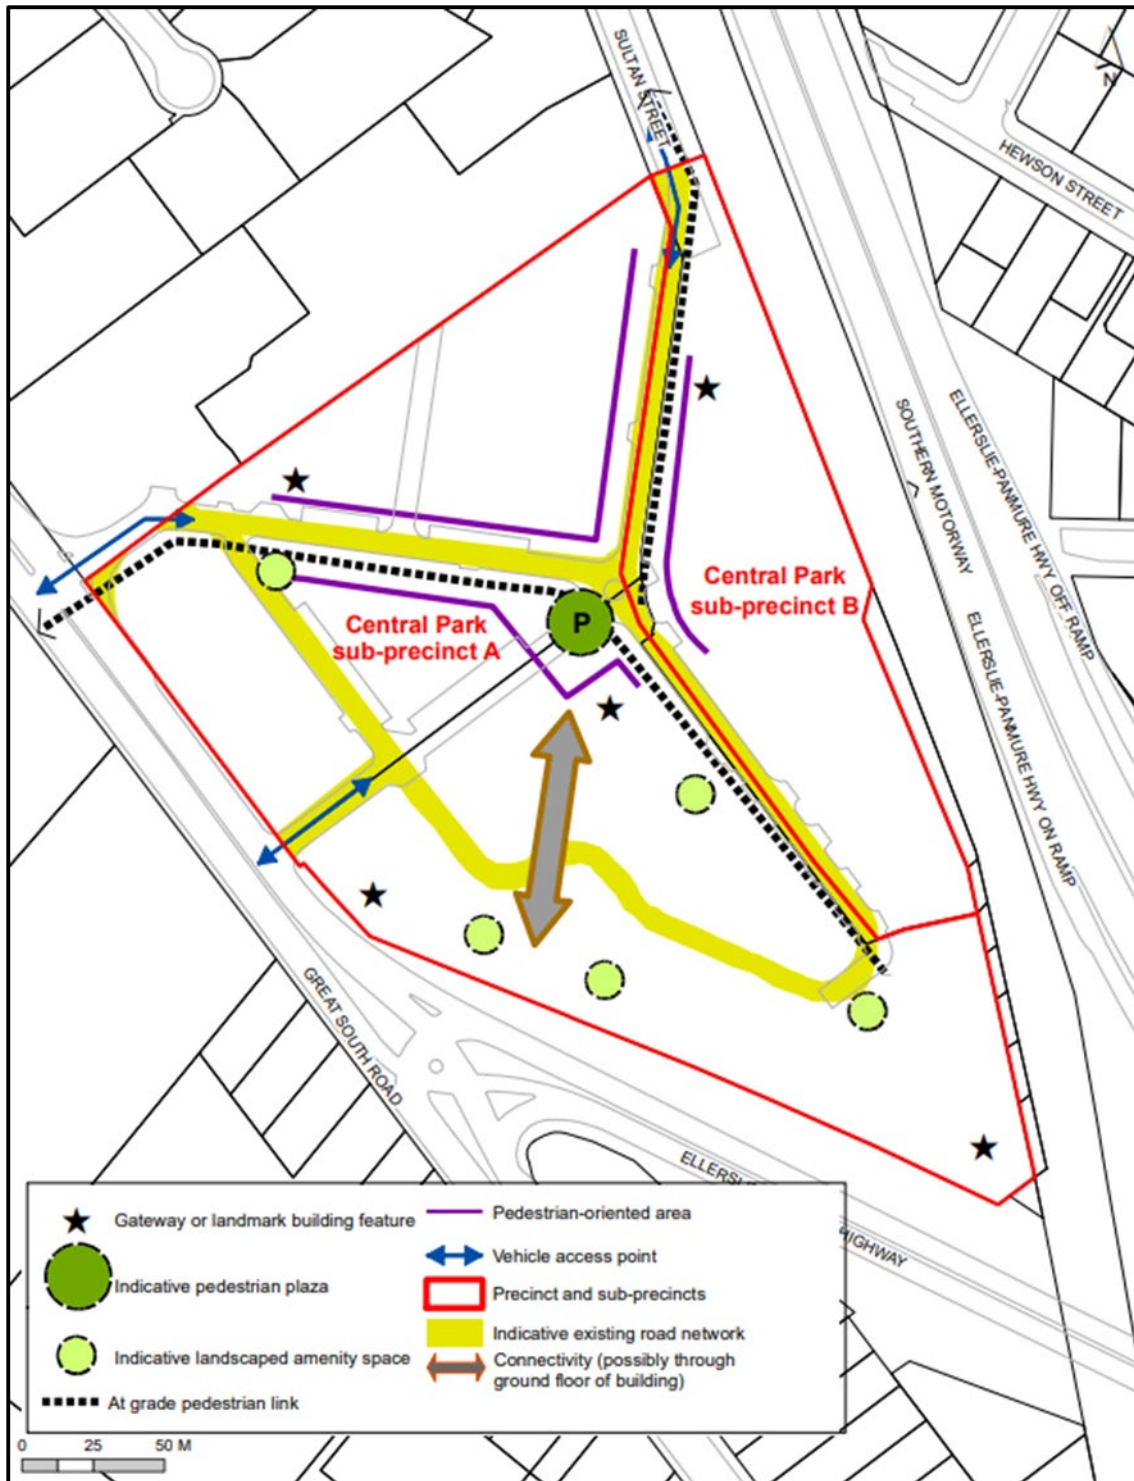 SULTAN STREET
N
HEWSON STREET
SOUTHERN MOTORWAY
ELLERSLIE-PANMURE HWY OFF RAMP
Central Park
sub-precinct B
P
Central Park
sub-precinct A
ELLERSLIE-PANMURE HWY ON RAMP
GREAT SOUTH ROAD
HIGHWAY
Gateway or landmark building feature
Indicative pedestrian plaza
Indicative landscaped amenity space
At grade pedestrian link
Pedestrian-oriented area
Vehicle access point
Precinct and sub-precincts
Indicative existing road network
Connectivity (possibly through
ground floor of building)
0 25 50 M